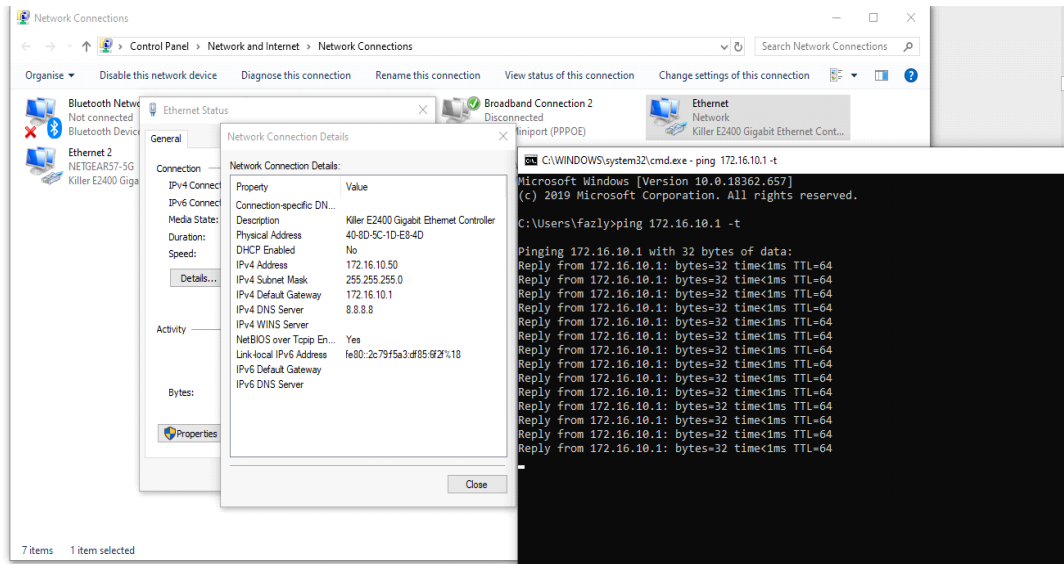 Network Connections
Control Panel > Network and Internet > Network Connections
Search Network Connections
Organise
Disable this network device
Diagnose this connection
Rename this connection
View status of this connection
Change settings of this connection
Bluetooth Netwo
Not connected
Bluetooth Device
Ethernet 2
NETGEAR57-5G
Killer E2400 Giga
Broadband Connection 2
Disconnected
Miniport (PPPOE)
Ethernet
Network
Killer E2400 Gigabit Ethernet Cont...
Ethernet Status
General
Connection
IPv4 Connect
IPv6 Connect
Media State:
Duration:
Speed:
Details...
Activity
Bytes:
Properties
Network Connection Details
Network Connection Details:
Property Value
Connection-specific DN...
Description Killer E2400 Gigabit Ethernet Controller
Physical Address 40-8D-5C-1D-E8-4D
DHCP Enabled No
IPv4 Address 172.16.10.50
IPv4 Subnet Mask 255.255.255.0
IPv4 Default Gateway 172.16.10.1
IPv4 DNS Server 8.8.8.8
IPv4 WINS Server
NetBIOS over Tcpip En... Yes
Link-local IPv6 Address fe80::2c79:f5a3:df85:6f2f%18
IPv6 Default Gateway
IPv6 DNS Server
Close
C:\WINDOWS\system32\cmd.exe - ping 172.16.10.1 -t
Microsoft Windows [Version 10.0.18362.657]
(c) 2019 Microsoft Corporation. All rights reserved.
C:\Users\fazly>ping 172.16.10.1 -t
Pinging 172.16.10.1 with 32 bytes of data:
Reply from 172.16.10.1: bytes=32 time<1ms TTL=64
Reply from 172.16.10.1: bytes=32 time<1ms TTL=64
Reply from 172.16.10.1: bytes=32 time<1ms TTL=64
Reply from 172.16.10.1: bytes=32 time<1ms TTL=64
Reply from 172.16.10.1: bytes=32 time<1ms TTL=64
Reply from 172.16.10.1: bytes=32 time<1ms TTL=64
Reply from 172.16.10.1: bytes=32 time<1ms TTL=64
Reply from 172.16.10.1: bytes=32 time<1ms TTL=64
Reply from 172.16.10.1: bytes=32 time<1ms TTL=64
Reply from 172.16.10.1: bytes=32 time<1ms TTL=64
Reply from 172.16.10.1: bytes=32 time<1ms TTL=64
Reply from 172.16.10.1: bytes=32 time<1ms TTL=64
Reply from 172.16.10.1: bytes=32 time<1ms TTL=64
Reply from 172.16.10.1: bytes=32 time<1ms TTL=64
7 items 1 item selected